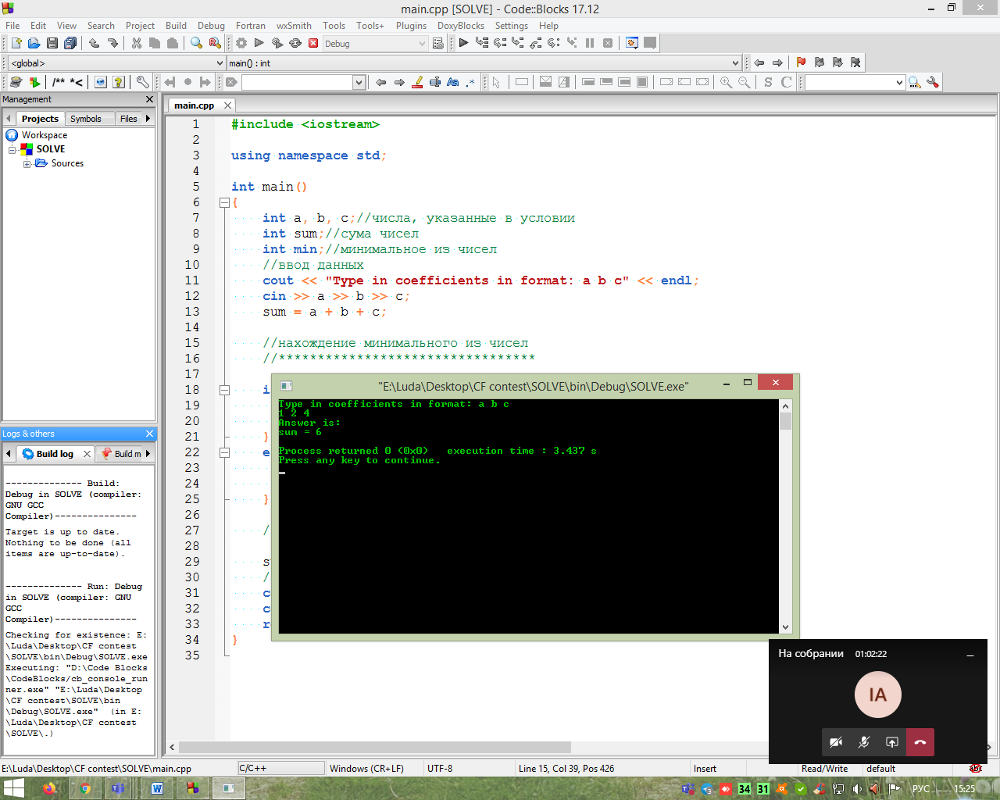 main.cpp [SOLVE] - Code::Blocks 17.12
File Edit View Search Project Build Debug Fortran wxSmith Tools Tools+ Plugins DoxyBlocks Settings Help
Debug
<global>
main() : int
/** *<
Aa .*
S C
Management
Projects Symbols Files
Workspace
SOLVE
Sources
main.cpp
1 #include <iostream>
2
3 using namespace std;
4
5 int main()
6 {
7 int a, b, c;//числа, указанные в условии
8 int sum;//сума чисел
9 int min;//минимальное из чисел
10 //ввод данных
11 cout << "Type in coefficients in format: a b c" << endl;
12 cin >> a >> b >> c;
13 sum = a + b + c;
14
15 //нахождение минимального из чисел
16 //*********************************
17
18 i
19
20
21 }
22 e
23
24
25 }
26
27 /
28
29 s
30 /
31 c
32 c
33 r
34 }
35
"E:\Luda\Desktop\CF contest\SOLVE\bin\Debug\SOLVE.exe"
Type in coefficients in format: a b c
1 2 4
Answer is:
sum = 6
Process returned 0 (0x0) execution time : 3.437 s
Press any key to continue.
Logs & others
Build log Build m
-------------- Build:
Debug in SOLVE (compiler:
GNU GCC
Compiler)---------------
Target is up to date.
Nothing to be done (all
items are up-to-date).
-------------- Run: Debug
in SOLVE (compiler: GNU
GCC
Compiler)---------------
Checking for existence: E:
\Luda\Desktop\CF contest
\SOLVE\bin\Debug\SOLVE.exe
Executing: "D:\Code Blocks
\CodeBlocks/cb_console_run
ner.exe" "E:\Luda\Desktop
\CF contest\SOLVE\bin
\Debug\SOLVE.exe" (in E:
\Luda\Desktop\CF contest
\SOLVE\.)
На собрании 01:02:22
IA
E:\Luda\Desktop\CF contest\SOLVE\main.cpp C/C++ Windows (CR+LF) UTF-8 Line 15, Col 39, Pos 426 Insert Read/Write default
34 31 РУС 15:25